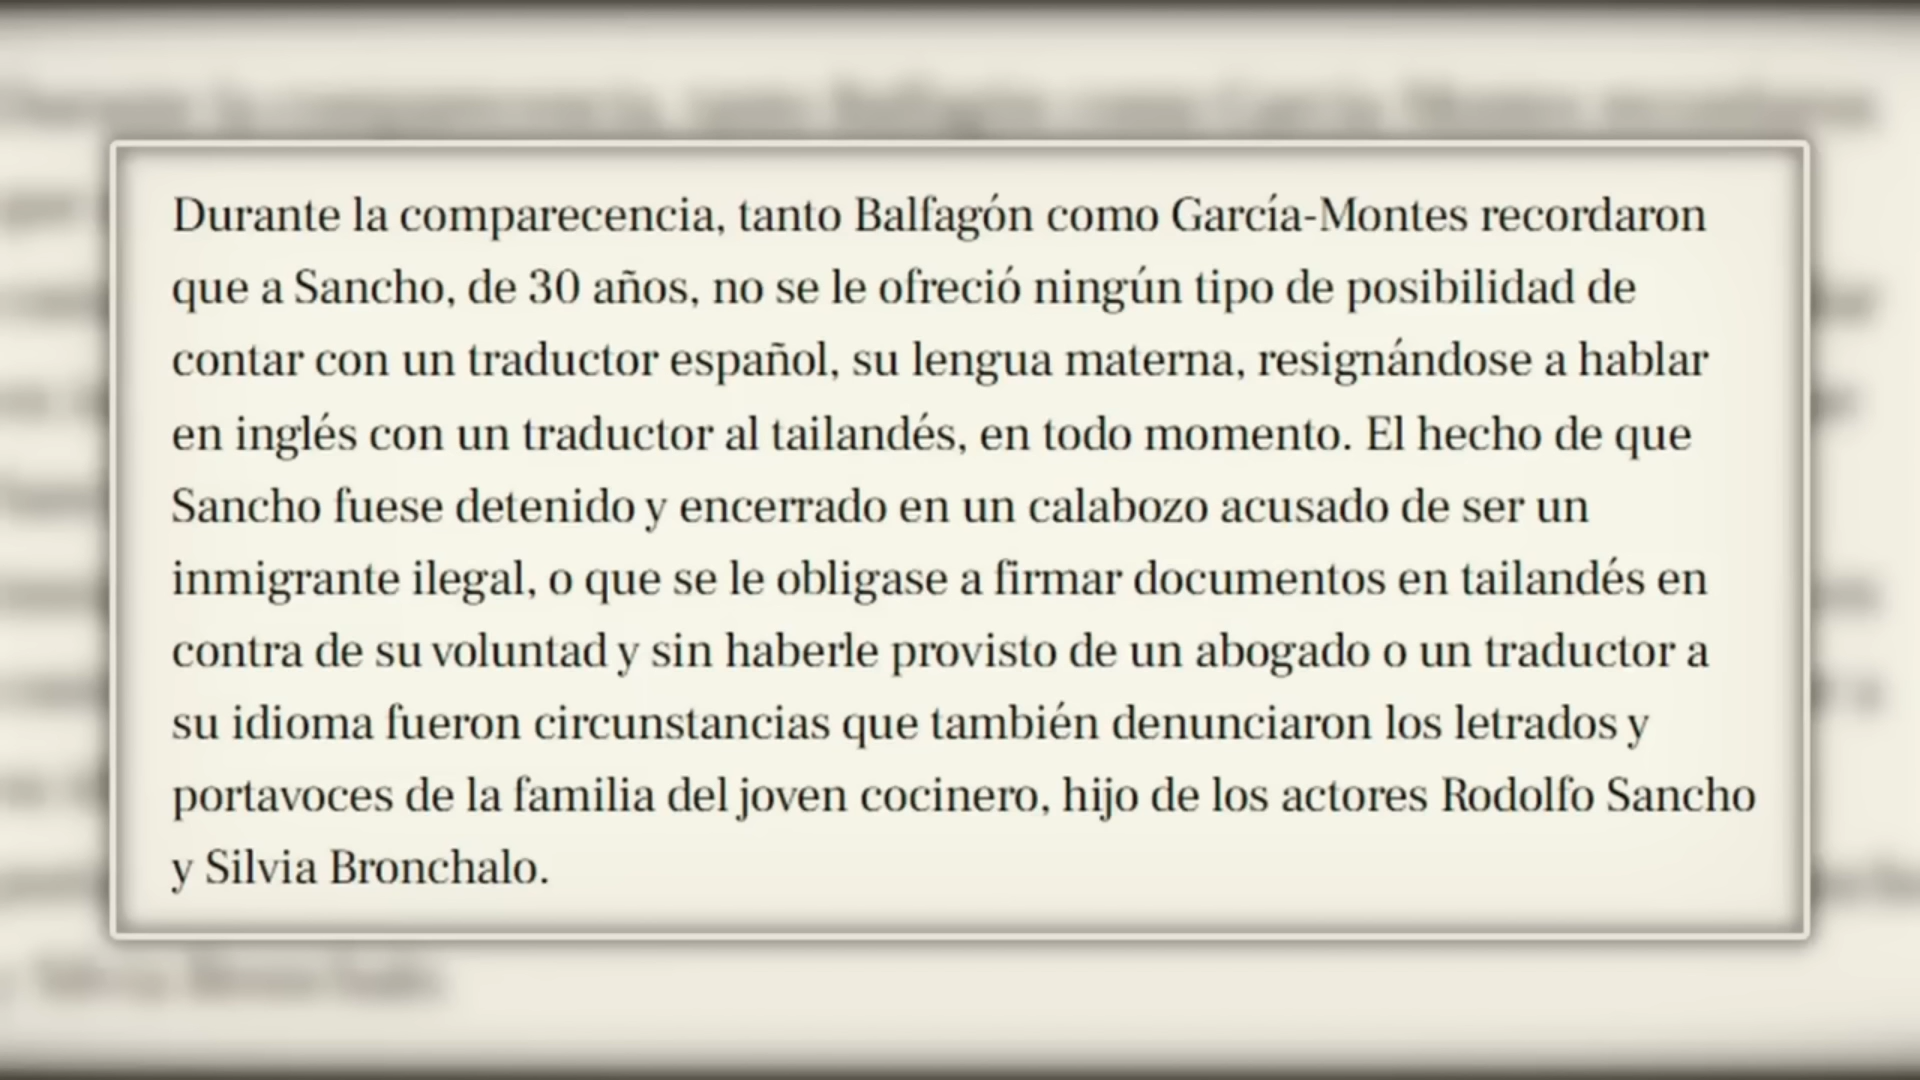 Durante la comparecencia, tanto Balfagón como García-Montes recordaron
que a Sancho, de 30 años, no se le ofreció ningún tipo de posibilidad de
contar con un traductor español, su lengua materna, resignándose a hablar
en inglés con un traductor al tailandés, en todo momento. El hecho de que
Sancho fuese detenido y encerrado en un calabozo acusado de ser un
inmigrante ilegal, o que se le obligase a firmar documentos en tailandés en
contra de su voluntad y sin haberle provisto de un abogado o un traductor a
su idioma fueron circunstancias que también denunciaron los letrados y
portavoces de la familia del joven cocinero, hijo de los actores Rodolfo Sancho
y Silvia Bronchalo.